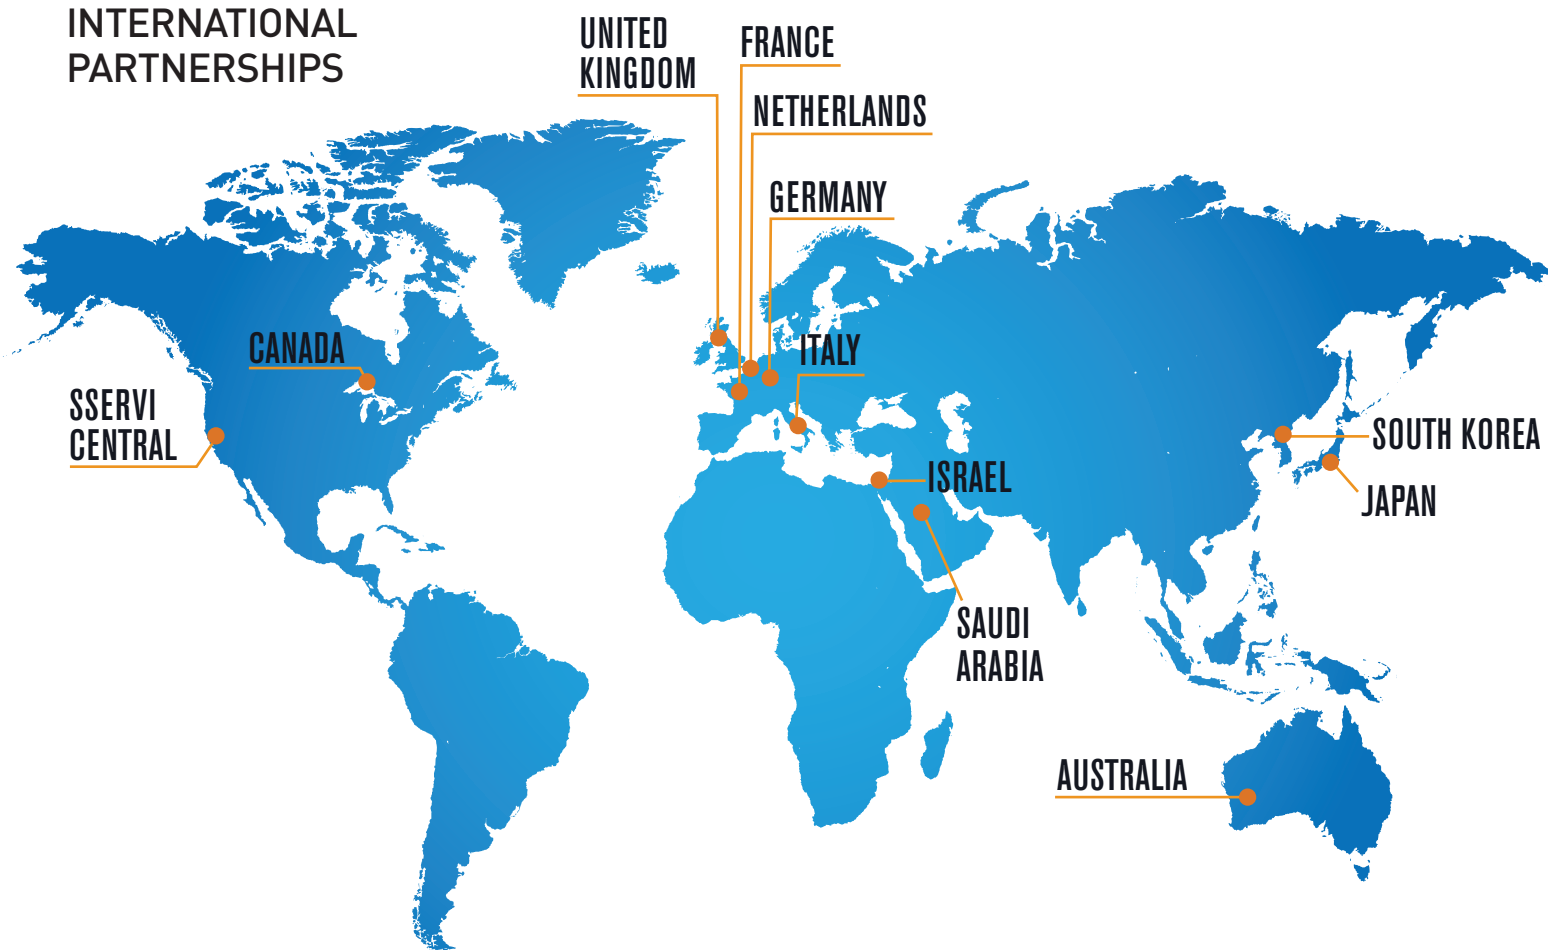 INTERNATIONAL
PARTNERSHIPS
UNITED
KINGDOM
FRANCE
NETHERLANDS
GERMANY
CANADA
ITALY
SSERVI
CENTRAL
SOUTH KOREA
ISRAEL
JAPAN
SAUDI
ARABIA
AUSTRALIA